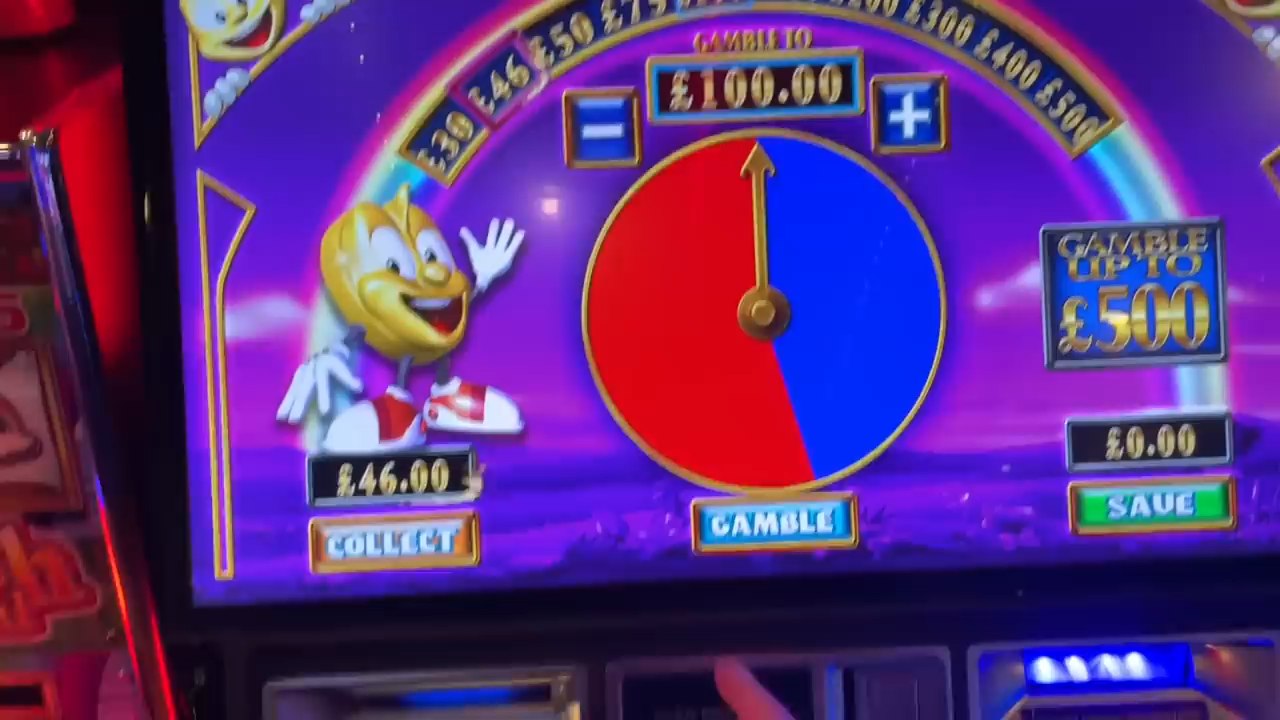 £30 £46 £50 £75 £300 £400 £500
GAMBLE TO
£100.00
-
+
GAMBLE
UP TO
£500
£46.00
COLLECT
GAMBLE
£0.00
SAVE